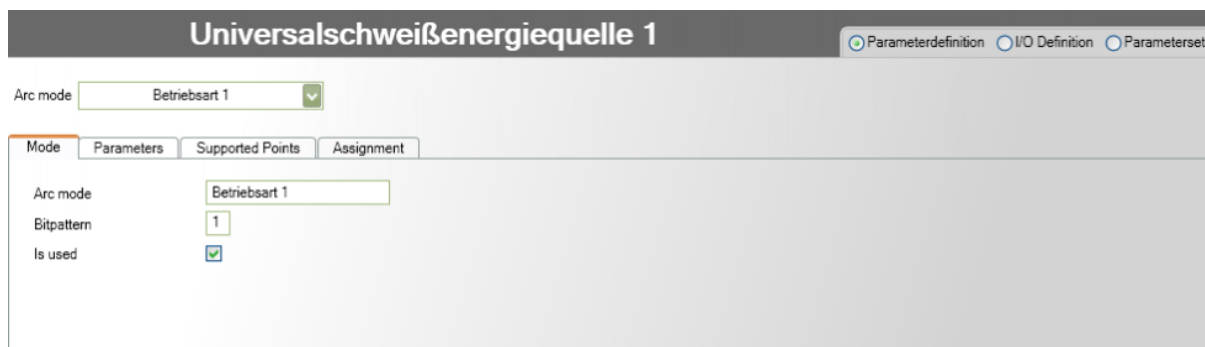 Universalschweißenergiequelle 1
Parameterdefinition I/O Definition Parameterset
Arc mode Betriebsart 1
Mode Parameters Supported Points Assignment
Arc mode Betriebsart 1
Bitpattern 1
Is used